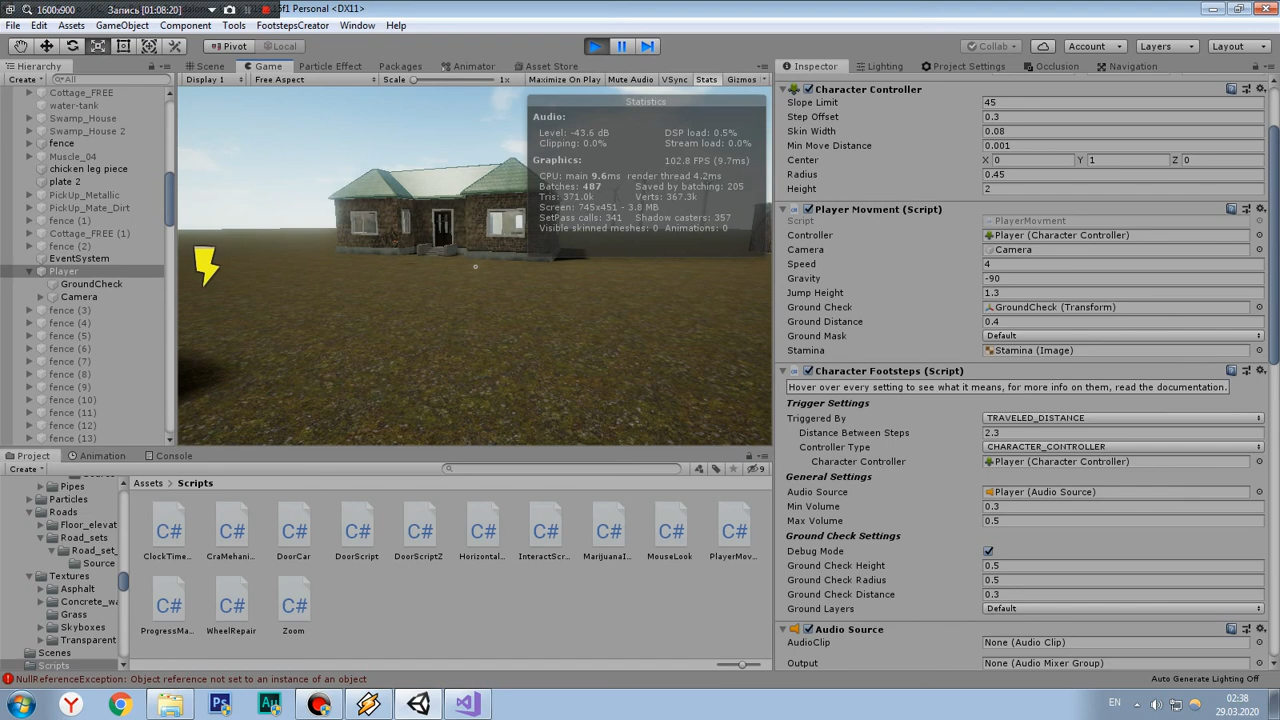 1600x900 Запись [01:08:20] 5f1 Personal <DX11>
File Edit Assets GameObject Component Tools FootstepsCreator Window Help
Pivot Local Collab Account Layers Layout
Hierarchy Scene Game Particle Effect Packages Animator Asset Store Inspector Lighting Project Settings Occlusion Navigation
Create All Display 1 Free Aspect Scale 1x Maximize On Play Mute Audio VSync Stats Gizmos
Cottage_FREE
water-tank
Swamp_House
Swamp_House 2
fence
Muscle_04
chicken leg piece
plate 2
PickUp_Metallic
PickUp_Mate_Dirt
fence (1)
Cottage_FREE (1)
fence (2)
EventSystem
Player
GroundCheck
Camera
fence (3)
fence (4)
fence (5)
fence (6)
fence (7)
fence (8)
fence (9)
fence (10)
fence (11)
fence (12)
fence (13)
Statistics
Audio:
Level: -43.6 dB DSP load: 0.5%
Clipping: 0.0% Stream load: 0.0%
Graphics: 102.8 FPS (9.7ms)
CPU: main 9.6ms render thread 4.2ms
Batches: 487 Saved by batching: 205
Tris: 371.0k Verts: 367.3k
Screen: 745x451 - 3.8 MB
SetPass calls: 341 Shadow casters: 357
Visible skinned meshes: 0 Animations: 0
Character Controller
Slope Limit 45
Step Offset 0.3
Skin Width 0.08
Min Move Distance 0.001
Center X 0 Y 1 Z 0
Radius 0.45
Height 2
Player Movment (Script)
Script PlayerMovment
Controller Player (Character Controller)
Camera Camera
Speed 4
Gravity -90
Jump Height 1.3
Ground Check GroundCheck (Transform)
Ground Distance 0.4
Ground Mask Default
Stamina Stamina (Image)
Character Footsteps (Script)
Hover over every setting to see what it means, for more info on them, read the documentation.
Trigger Settings
Triggered By TRAVELED_DISTANCE
Distance Between Steps 2.3
Controller Type CHARACTER_CONTROLLER
Character Controller Player (Character Controller)
General Settings
Audio Source Player (Audio Source)
Min Volume 0.3
Max Volume 0.5
Ground Check Settings
Debug Mode
Ground Check Height 0.5
Ground Check Radius 0.5
Ground Check Distance 0.3
Ground Layers Default
Audio Source
AudioClip None (Audio Clip)
Output None (Audio Mixer Group)
Project Animation Console
Create 9
Pipes
Particles
Roads
Floor_elevat
Road_sets
Road_set_
Source
Textures
Asphalt
Concrete_wa
Grass
Skyboxes
Transparent
Scenes
Scripts
Assets Scripts
C# C# C# C# C# C# C# C# C# C#
ClockTime... CraMehani... DoorCar DoorScript DoorScriptZ Horizontal... InteractScr... MarijuanaI... MouseLook PlayerMov...
C# C# C#
ProgressMa... WheelRepair Zoom
NullReferenceException: Object reference not set to an instance of an object Auto Generate Lighting Off
Y Ps Au EN 02:38
29.03.2020